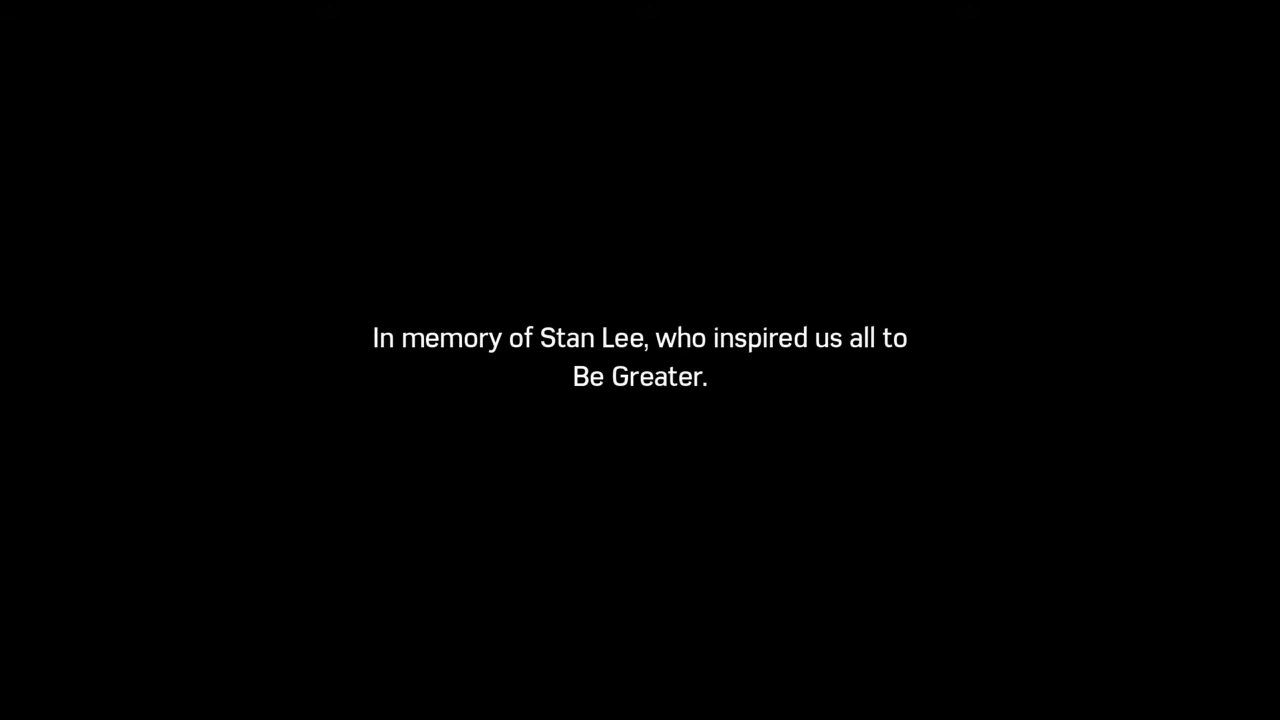 In memory of Stan Lee, who inspired us all to
Be Greater.